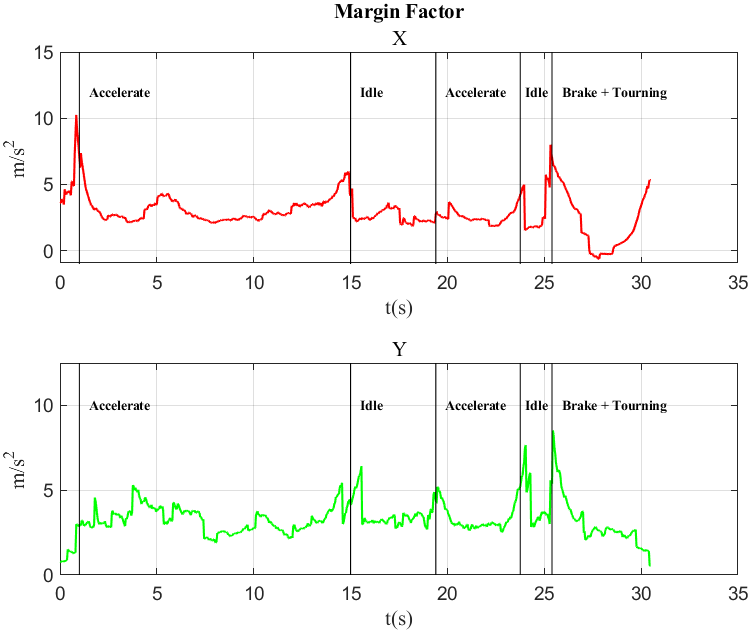 Margin Factor
X
15
10
5
0
m/s²
Accelerate
Idle
Accelerate
Idle
Brake + Tourning
0 5 10 15 20 25 30 35
t(s)
Y
10
5
0
m/s²
Accelerate
Idle
Accelerate
Idle
Brake + Tourning
0 5 10 15 20 25 30 35
t(s)